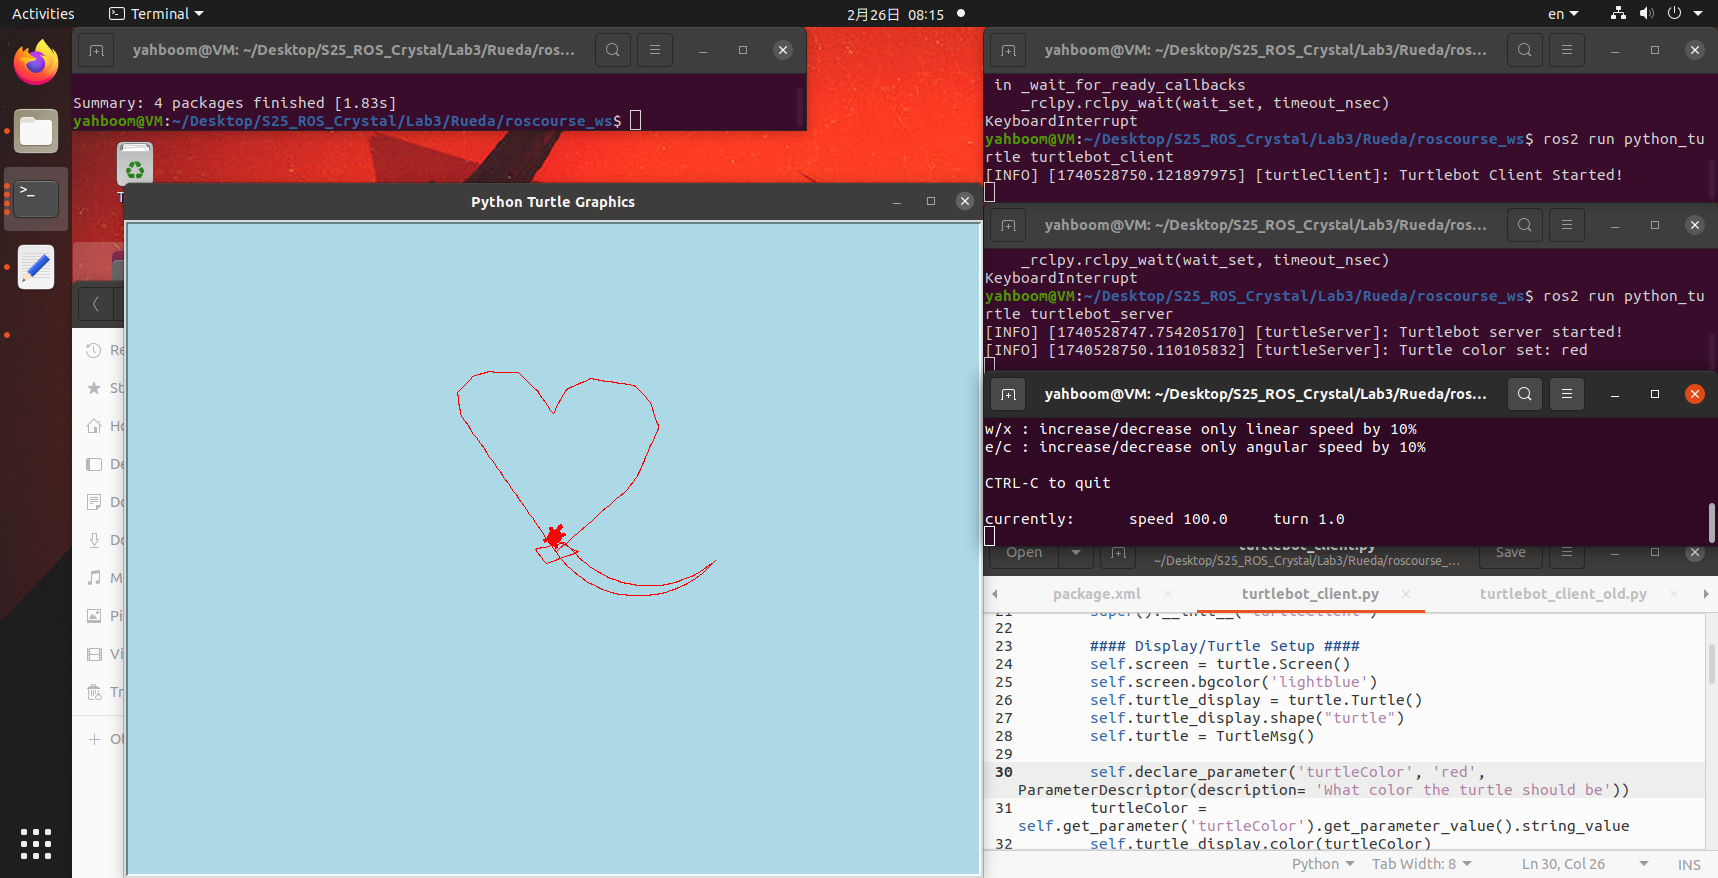 Activities
Terminal
2月26日 08:15
en
yahboom@VM: ~/Desktop/S25_ROS_Crystal/Lab3/Rueda/ros...
Summary: 4 packages finished [1.83s]
yahboom@VM:~/Desktop/S25_ROS_Crystal/Lab3/Rueda/roscourse_ws$
Python Turtle Graphics
Re
St
Ho
De
Do
Do
M
Pi
Vi
Tr
Ot
yahboom@VM: ~/Desktop/S25_ROS_Crystal/Lab3/Rueda/ros...
in _wait_for_ready_callbacks
_rclpy.rclpy_wait(wait_set, timeout_nsec)
KeyboardInterrupt
yahboom@VM:~/Desktop/S25_ROS_Crystal/Lab3/Rueda/roscourse_ws$ ros2 run python_tu
rtle turtlebot_client
[INFO] [1740528750.121897975] [turtleClient]: Turtlebot Client Started!
yahboom@VM: ~/Desktop/S25_ROS_Crystal/Lab3/Rueda/ros...
_rclpy.rclpy_wait(wait_set, timeout_nsec)
KeyboardInterrupt
yahboom@VM:~/Desktop/S25_ROS_Crystal/Lab3/Rueda/roscourse_ws$ ros2 run python_tu
rtle turtlebot_server
[INFO] [1740528747.754205170] [turtleServer]: Turtlebot server started!
[INFO] [1740528750.110105832] [turtleServer]: Turtle color set: red
yahboom@VM: ~/Desktop/S25_ROS_Crystal/Lab3/Rueda/ros...
w/x : increase/decrease only linear speed by 10%
e/c : increase/decrease only angular speed by 10%
CTRL-C to quit
currently: speed 100.0 turn 1.0
Open
turtlebot_client.py
~/Desktop/S25_ROS_Crystal/Lab3/Rueda/roscourse_...
Save
package.xml
turtlebot_client.py
turtlebot_client_old.py
21 super().__init__('turtleClient')
22
23 #### Display/Turtle Setup ####
24 self.screen = turtle.Screen()
25 self.screen.bgcolor('lightblue')
26 self.turtle_display = turtle.Turtle()
27 self.turtle_display.shape("turtle")
28 self.turtle = TurtleMsg()
29
30 self.declare_parameter('turtleColor', 'red',
ParameterDescriptor(description= 'What color the turtle should be'))
31 turtleColor =
self.get_parameter('turtleColor').get_parameter_value().string_value
32 self.turtle_display.color(turtleColor)
Python
Tab Width: 8
Ln 30, Col 26
INS